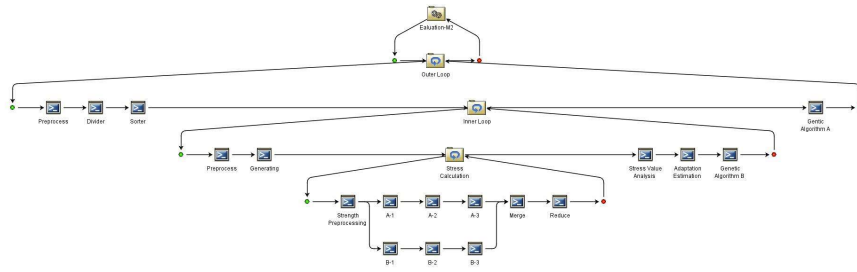 Ealuation-M2
Outer Loop
Preprocess
Divider
Sorter
Inner Loop
Gentic
Algorithm A
Preprocess
Generating
Stress
Calculation
Stress Value
Analysis
Adaptation
Estimation
Genetic
Algorithm B
Strength
Preprocessing
A-1
A-2
A-3
Merge
Reduce
B-1
B-2
B-3